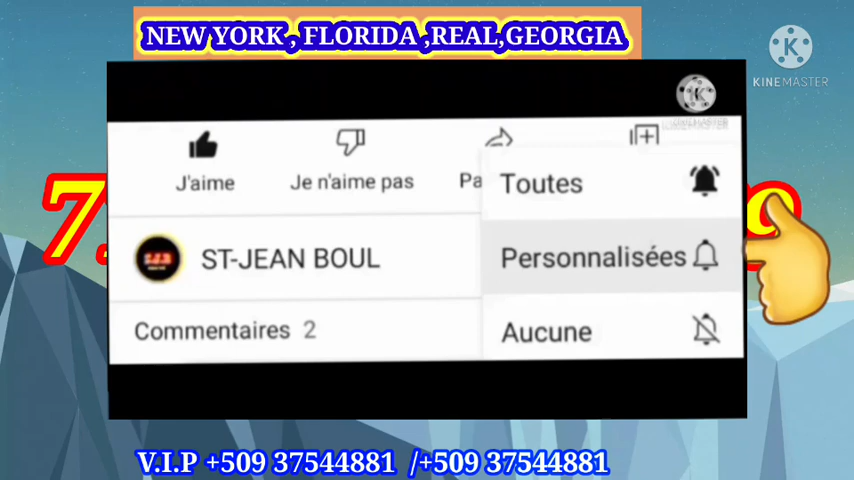 NEW YORK , FLORIDA ,REAL,GEORGIA
KINEMASTER
J'aime
Je n'aime pas
Pa
Toutes
ST-JEAN BOUL
Personnalisées
Commentaires 2
Aucune
V.I.P +509 37544881 /+509 37544881